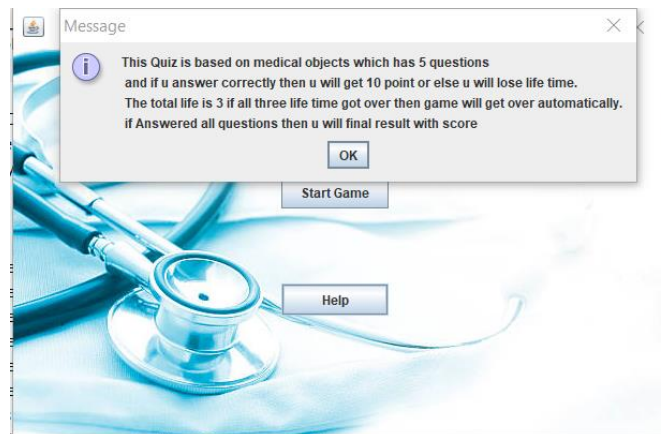 Message
This Quiz is based on medical objects which has 5 questions
and if u answer correctly then u will get 10 point or else u will lose life time.
The total life is 3 if all three life time got over then game will get over automatically.
if Answered all questions then u will final result with score
OK
Start Game
Help